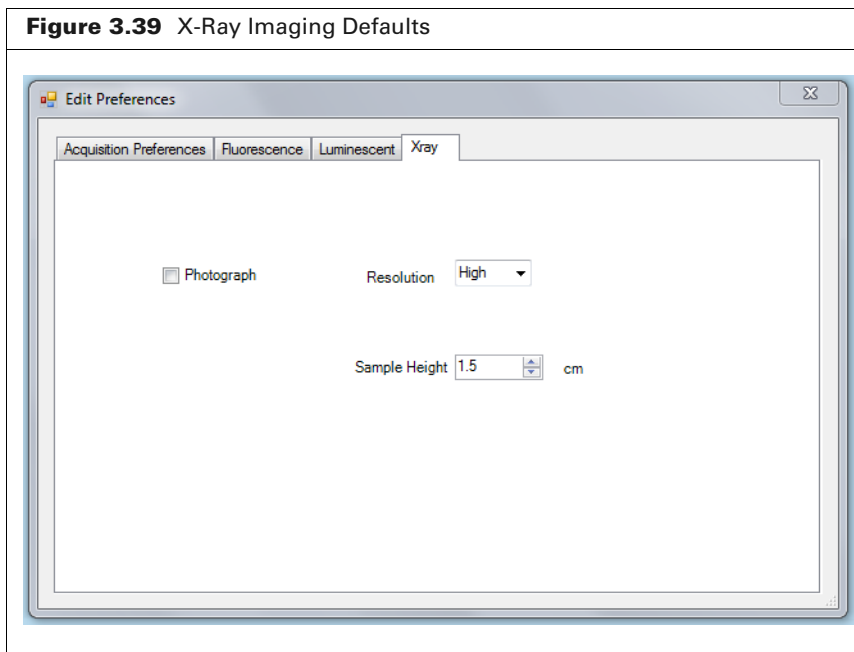 Figure 3.39 X-Ray Imaging Defaults
Edit Preferences
Acquisition Preferences Fluorescence Luminescent Xray
Photograph Resolution High
Sample Height 1.5 cm